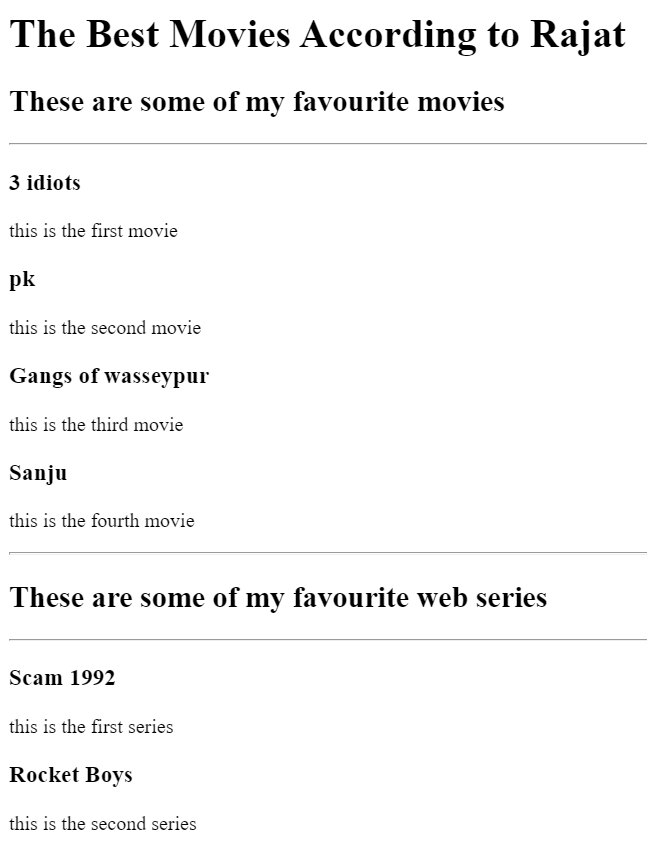 The Best Movies According to Rajat
These are some of my favourite movies
3 idiots
this is the first movie
pk
this is the second movie
Gangs of wasseypur
this is the third movie
Sanju
this is the fourth movie
These are some of my favourite web series
Scam 1992
this is the first series
Rocket Boys
this is the second series